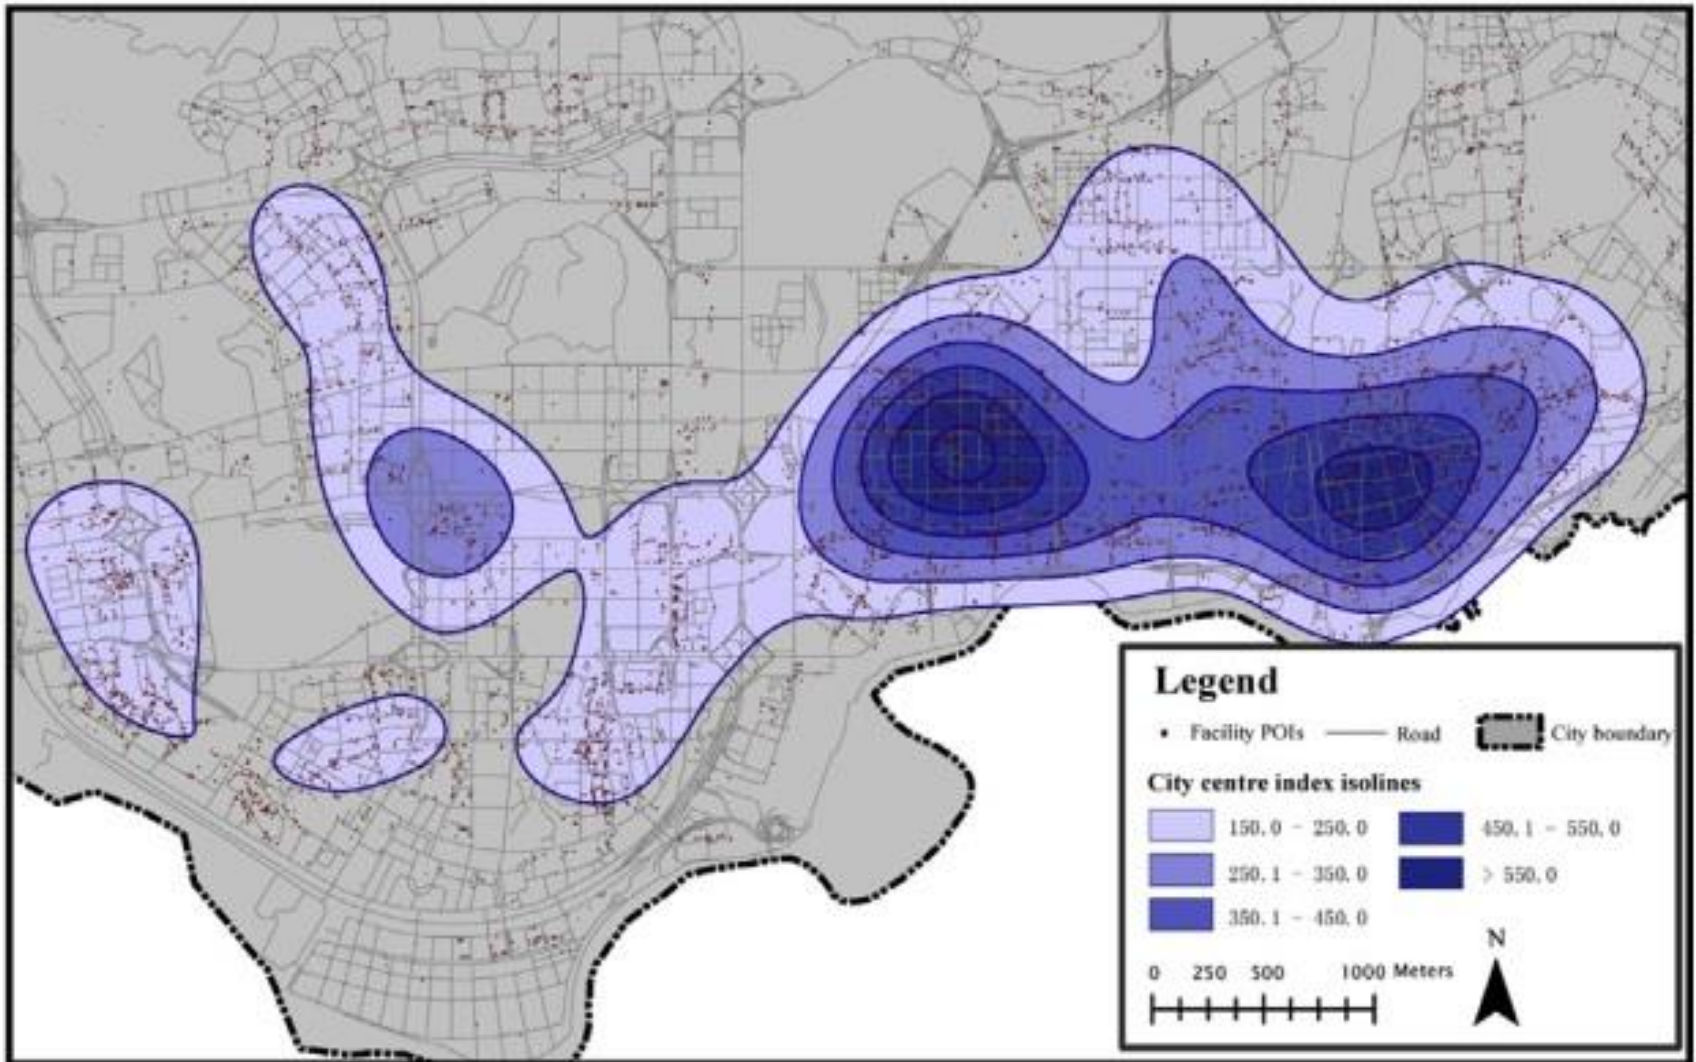 Legend
Facility POIs Road City boundary
City centre index isolines
150.0 - 250.0 450.1 - 550.0
250.1 - 350.0 > 550.0
350.1 - 450.0
N
0 250 500 1000 Meters